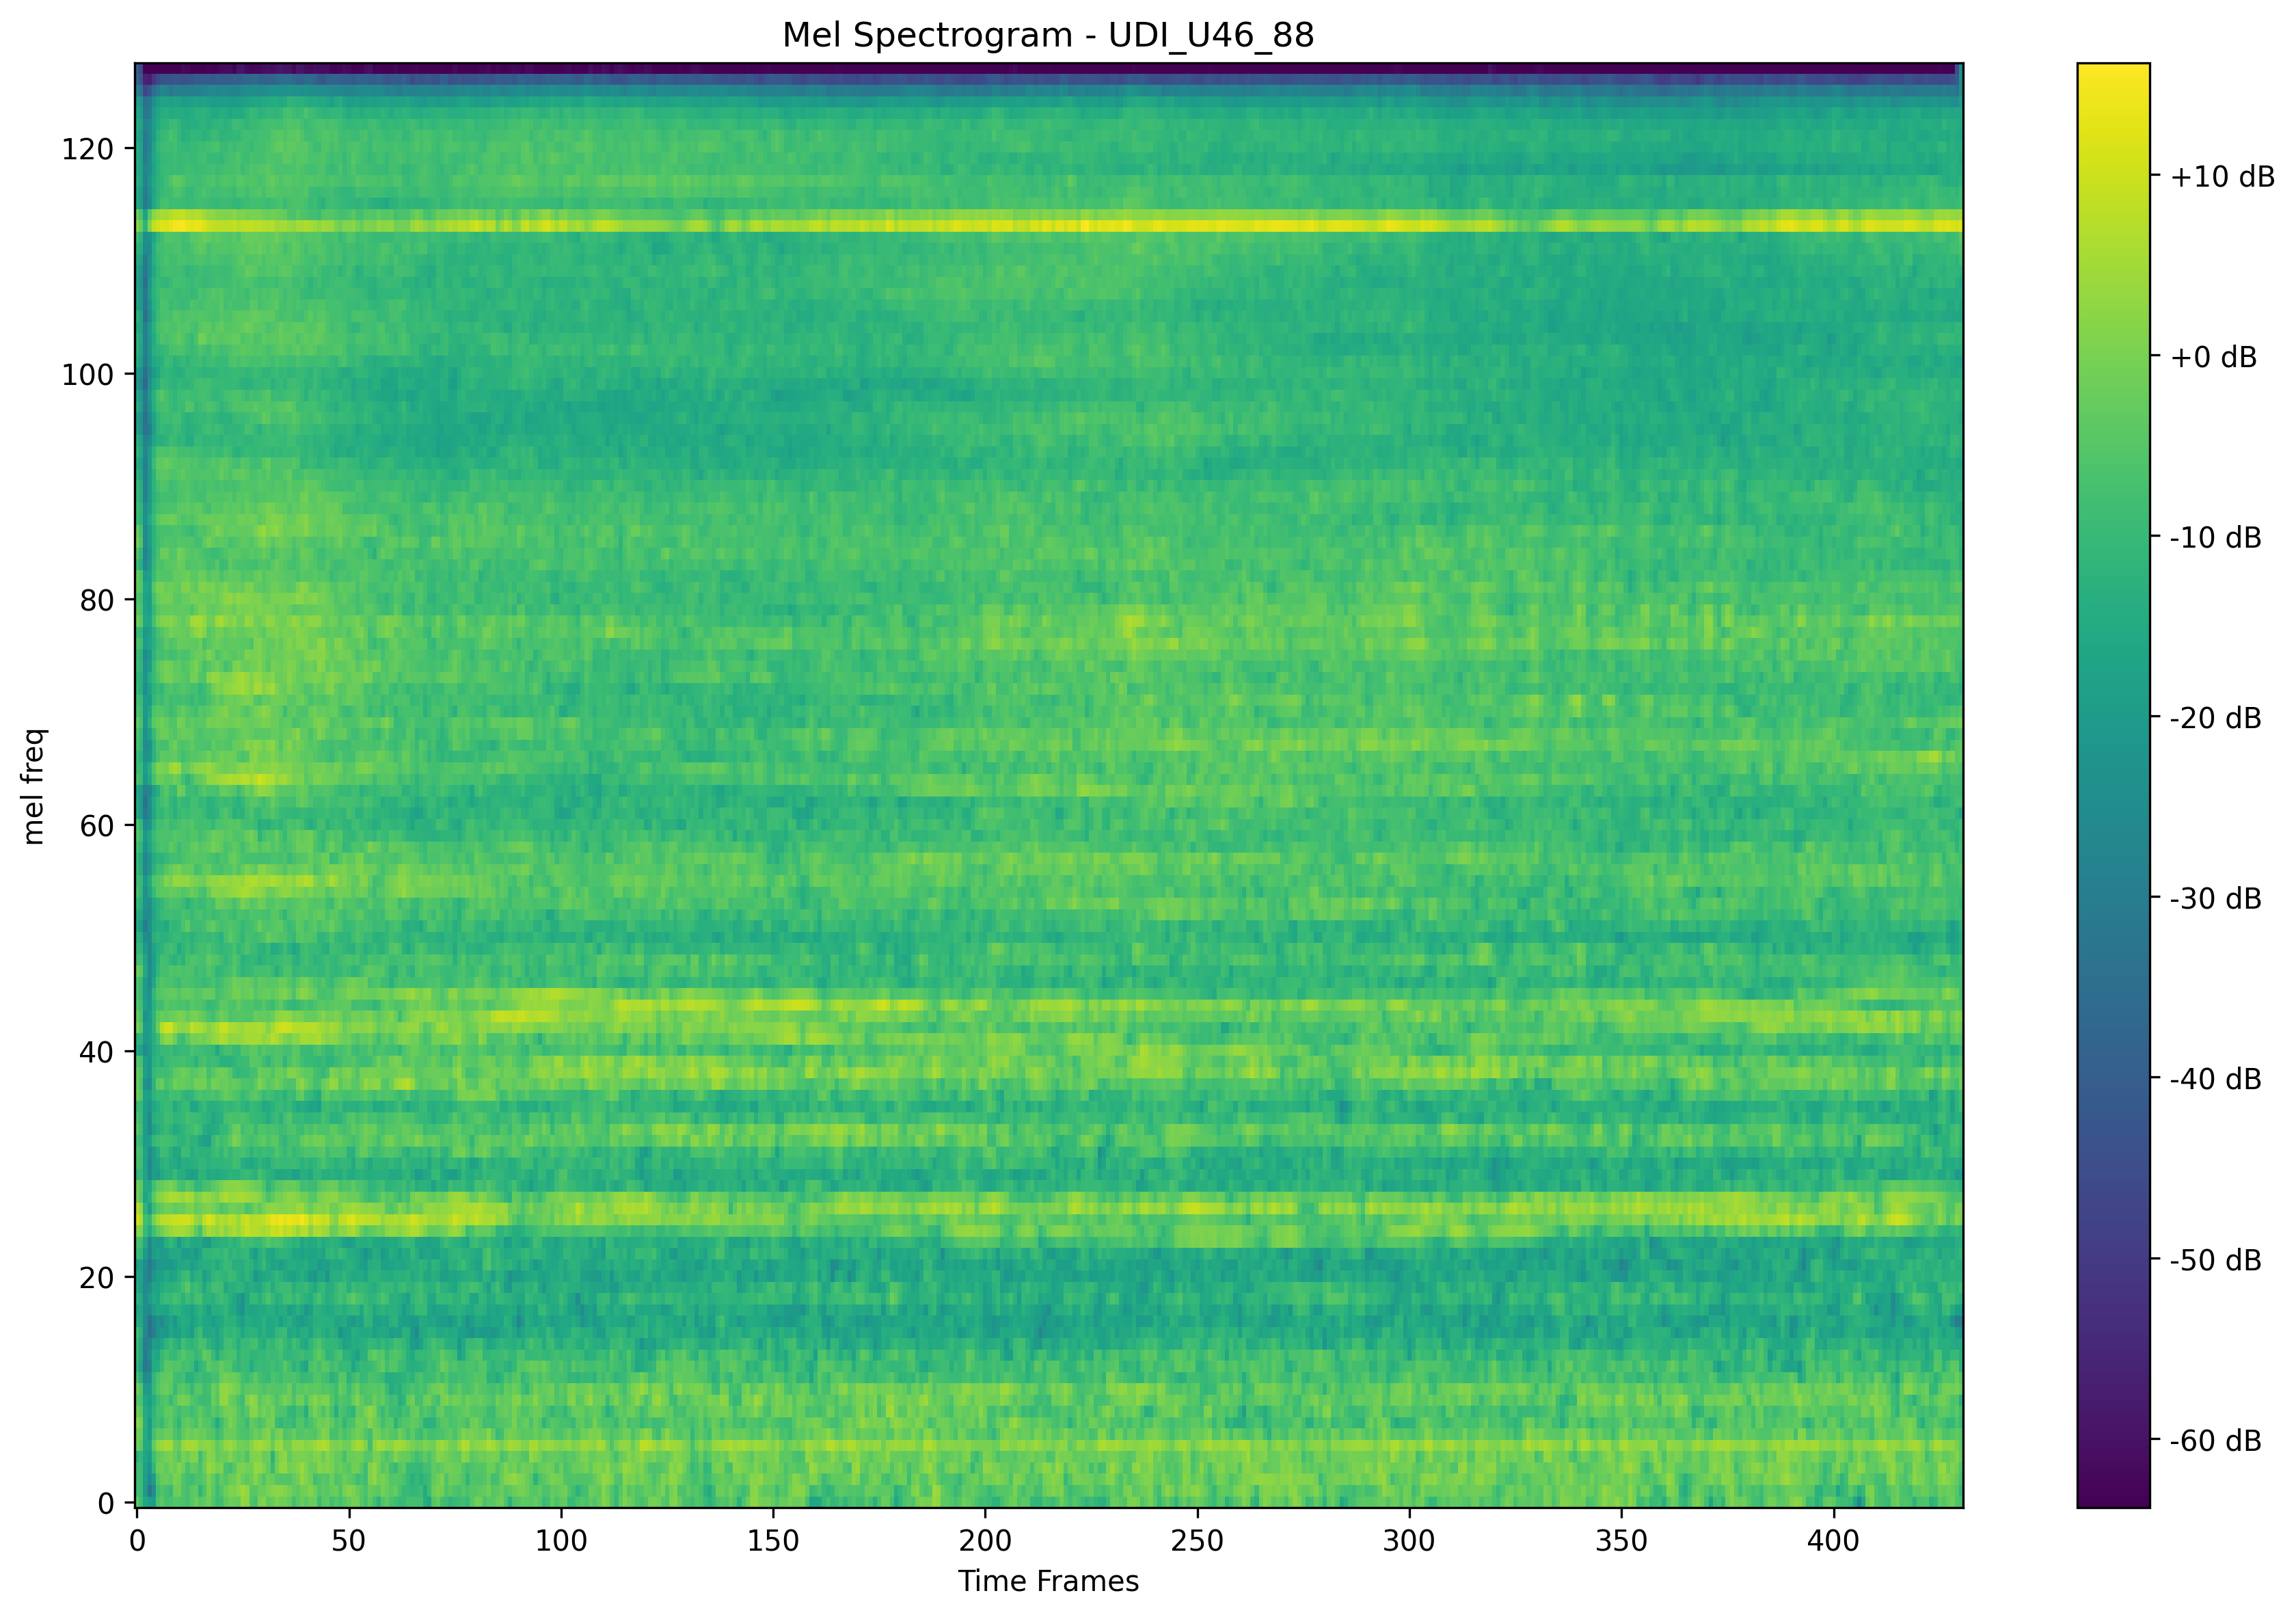 Mel Spectrogram - UDI_U46_88
120
100
80
60
40
20
0
mel freq
0 50 100 150 200 250 300 350 400
Time Frames
+10 dB
+0 dB
-10 dB
-20 dB
-30 dB
-40 dB
-50 dB
-60 dB